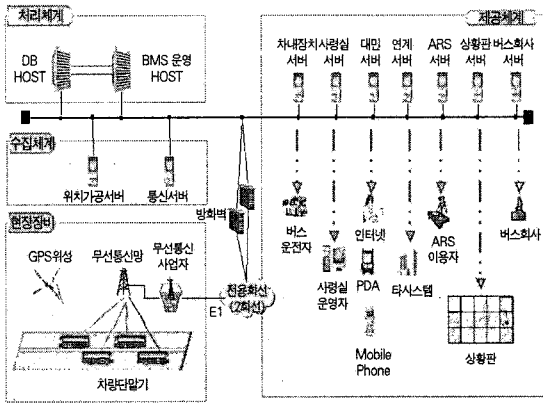 처리체계
DB
HOST
BMS 운영
HOST
수집체계
위치가공서버
통신서버
방화벽
현장장비
GPS위성
무선통신망
무선통신
사업자
E1
전용회선
(2회선)
차량단말기
제공체계
차내장치
서버
사령실
서버
대민
서버
연계
서버
ARS
서버
상황판
서버
버스회사
서버
버스
운전자
사령실
운영자
인터넷
PDA
Mobile
Phone
타시스템
ARS
이용자
상황판
버스회사